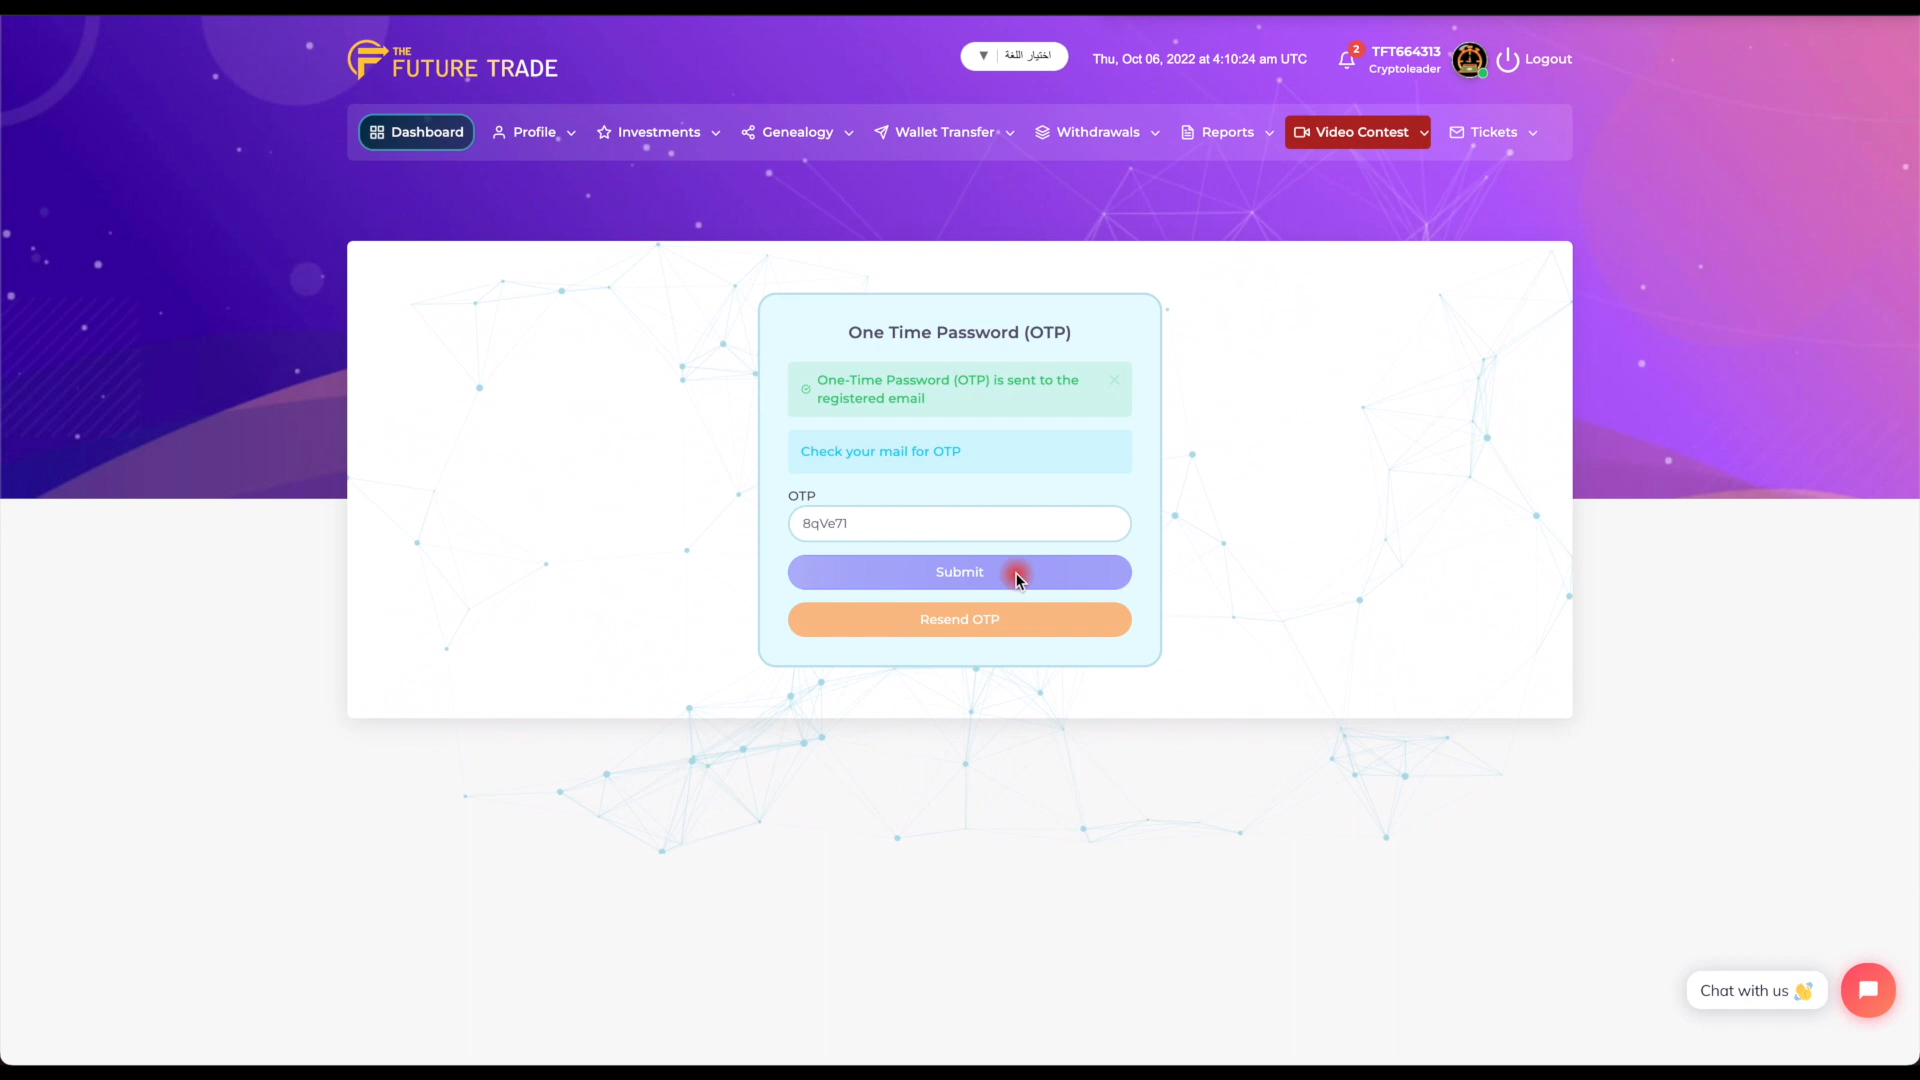 THE
FUTURE TRADE
▼ اختيار اللغة
Thu, Oct 06, 2022 at 4:10:24 am UTC
2
TFT664313
Cryptoleader
Logout
Dashboard
Profile
Investments
Genealogy
Wallet Transfer
Withdrawals
Reports
Video Contest
Tickets
One Time Password (OTP)
One-Time Password (OTP) is sent to the
registered email
Check your mail for OTP
OTP
8qVe71
Submit
Resend OTP
Chat with us 👋